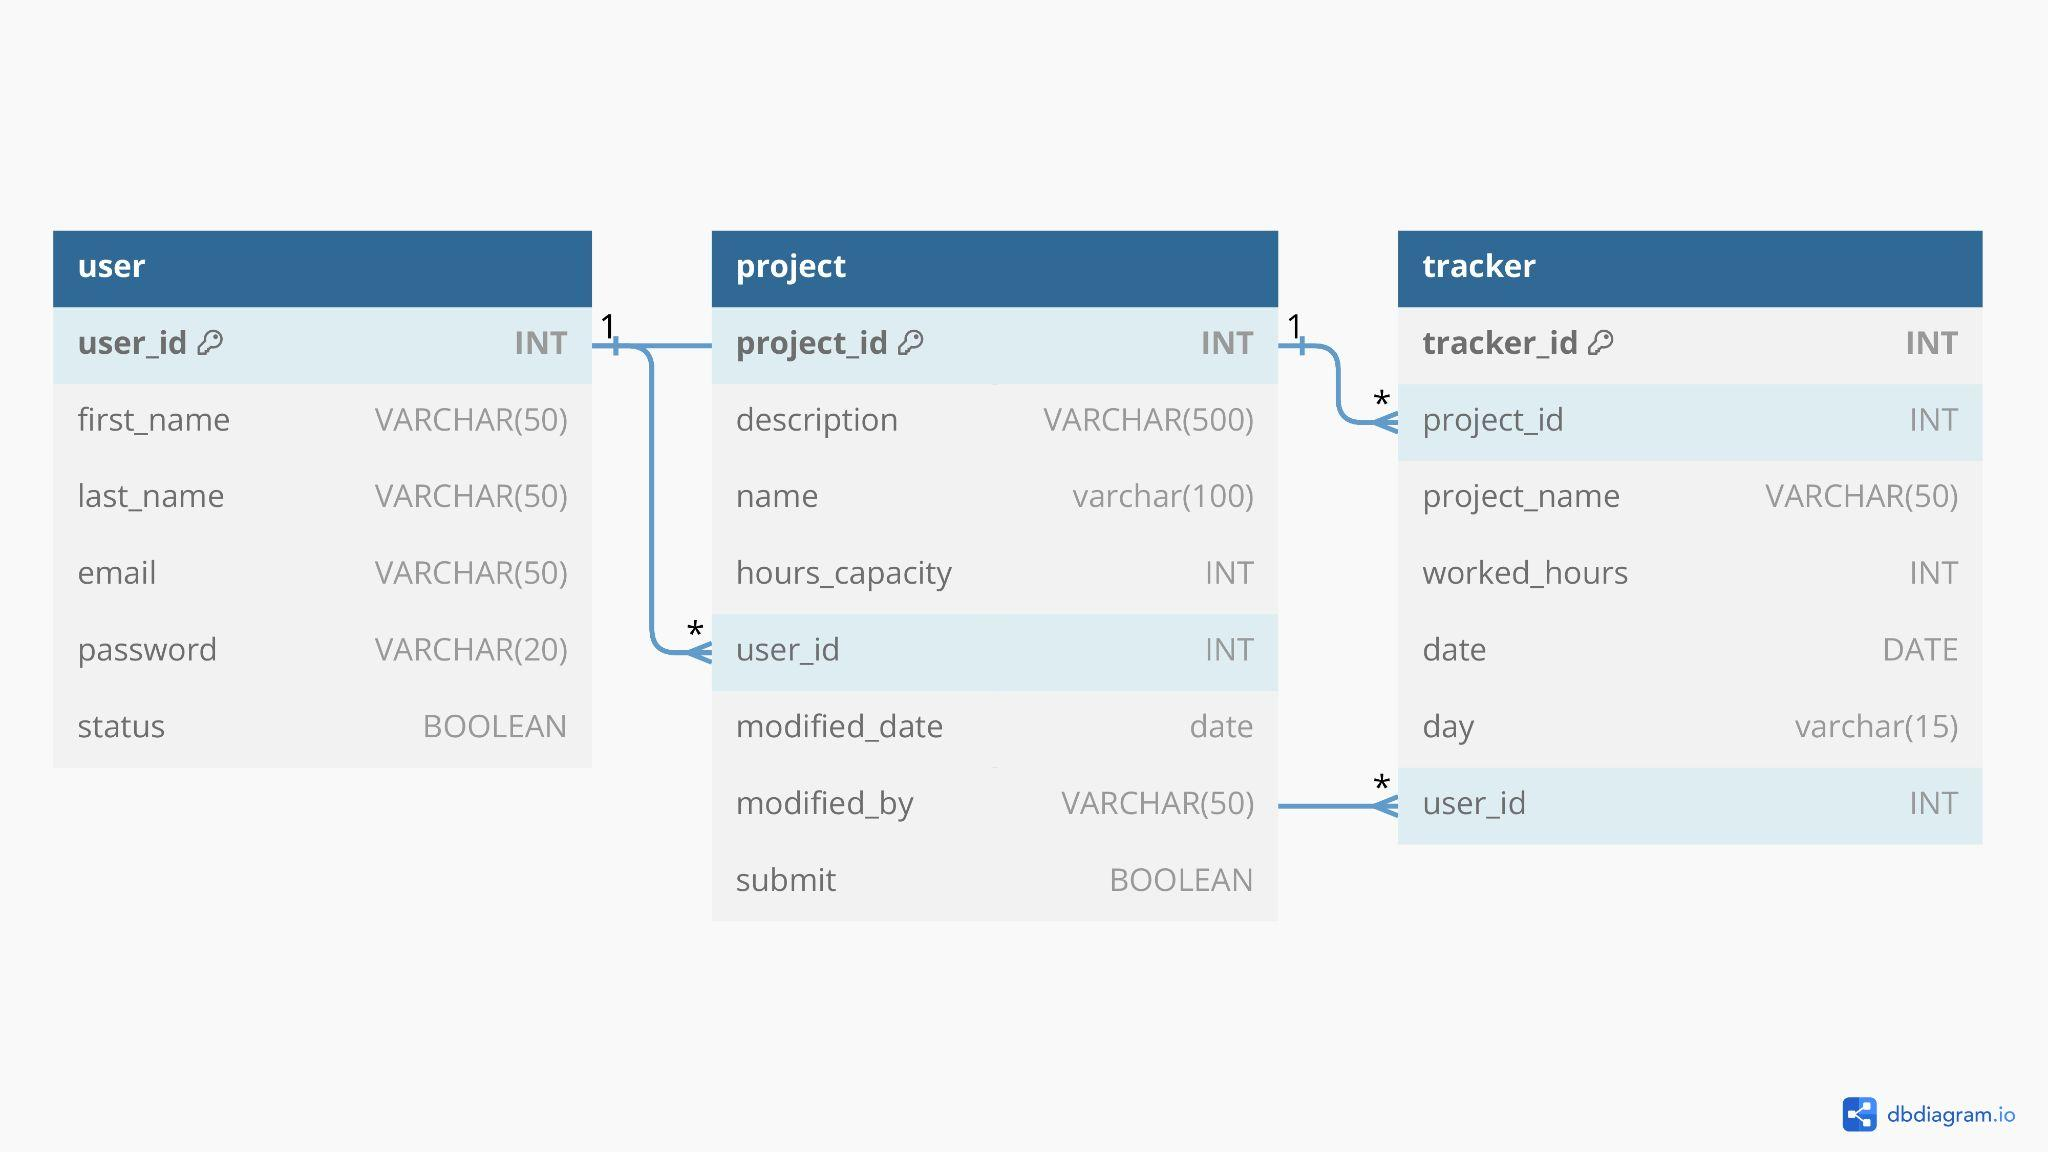 user
user_id INT
first_name VARCHAR(50)
last_name VARCHAR(50)
email VARCHAR(50)
password VARCHAR(20)
status BOOLEAN
1
*
project
project_id INT
description VARCHAR(500)
name varchar(100)
hours_capacity INT
user_id INT
modified_date date
modified_by VARCHAR(50)
submit BOOLEAN
1
*
*
tracker
tracker_id INT
project_id INT
project_name VARCHAR(50)
worked_hours INT
date DATE
day varchar(15)
user_id INT
dbdiagram.io